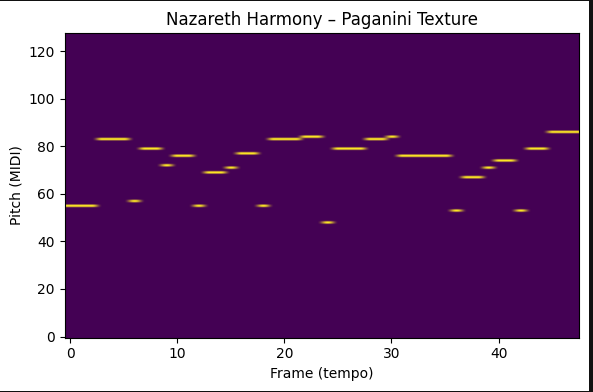 Nazareth Harmony – Paganini Texture
120
100
80
60
40
20
0
Pitch (MIDI)
0 10 20 30 40
Frame (tempo)